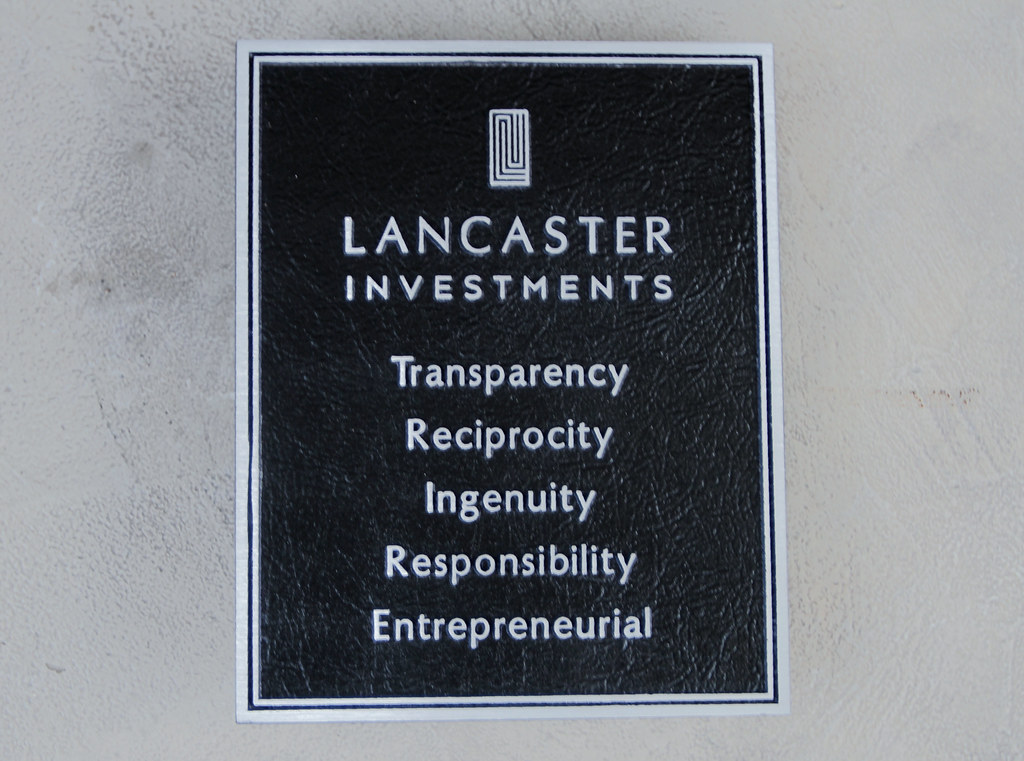 LANCASTER
INVESTMENTS
Transparency
Reciprocity
Ingenuity
Responsibility
Entrepreneurial